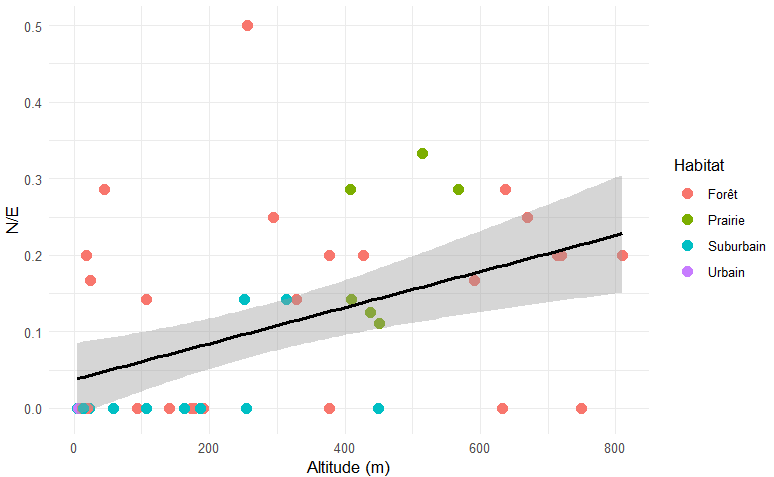 0.5
0.4
0.3
0.2
0.1
0.0
N/E
0
200
400
600
800
Altitude (m)
Habitat
Forêt
Prairie
Suburbain
Urbain